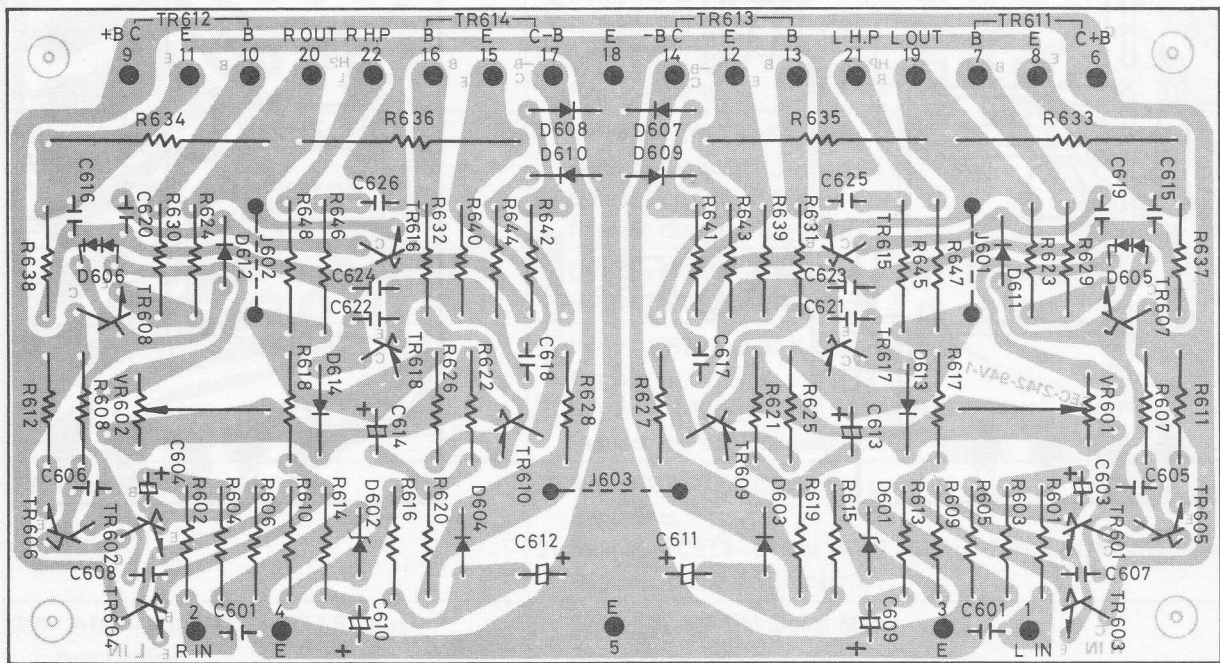 TR612 TR614 TR613 TR611
+B C E B R OUT R H.P B E C -B E -B C E B L H.P L OUT B E C +B
9 11 10 20 22 16 15 17 18 14 12 13 21 19 7 8 6
R634 R636 D608 D607 R635 R633
D610 D609
C616 C620 R630 R624 D612 J602 R648 R646 C626 TR616 R632 R640 R644 R642 R641 R643 R639 R631 C625 TR615 R645 R647 J601 D611 R623 R629 C619 C615
R638 D606 TR608 C624 C623 D605 TR607 R637
C622 C621
R612 R608 VR602 R618 D614 C614 TR618 R626 R622 C618 R628 R627 C617 R621 R625 C613 TR617 D613 R617 EC-2142-94V-1 VR601 R607 R611
TR610 TR609
C606 C604 J603 C603 C605
TR606 TR602 R602 R604 R606 R610 R614 D602 R616 R620 D604 D603 R619 R615 D601 R613 R609 R605 R603 R601 TR601 TR605
C608 C612 C611 C607
TR604 C610 C609 TR603
2 C601 4 E 3 C601 1
R IN E 5 E L IN
L IN R IN